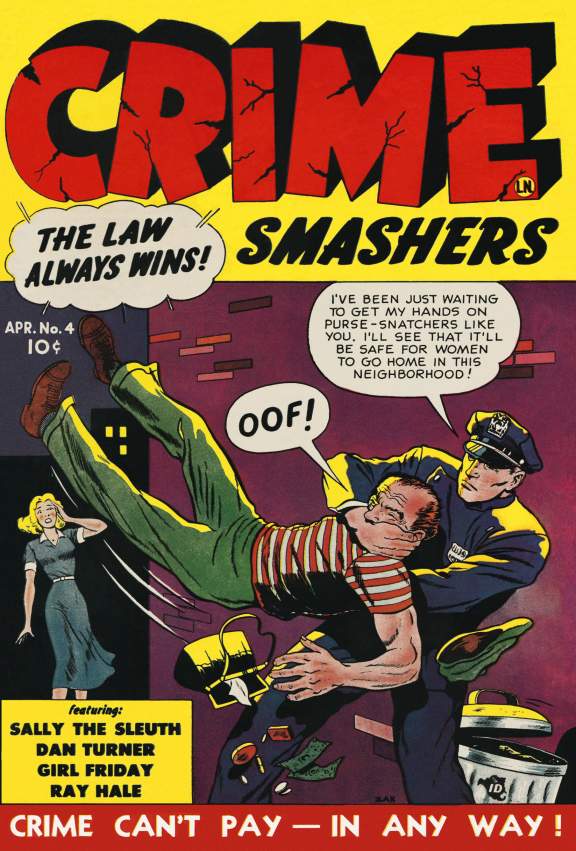 CRIME
L.N.
SMASHERS
THE LAW
ALWAYS WINS!
APR. No. 4
10¢
I'VE BEEN JUST WAITING
TO GET MY HANDS ON
PURSE-SNATCHERS LIKE
YOU. I'LL SEE THAT IT'LL
BE SAFE FOR WOMEN
TO GO HOME IN THIS
NEIGHBORHOOD!
OOF!
featuring:
SALLY THE SLEUTH
DAN TURNER
GIRL FRIDAY
RAY HALE
ID
CRIME CAN'T PAY — IN ANY WAY!